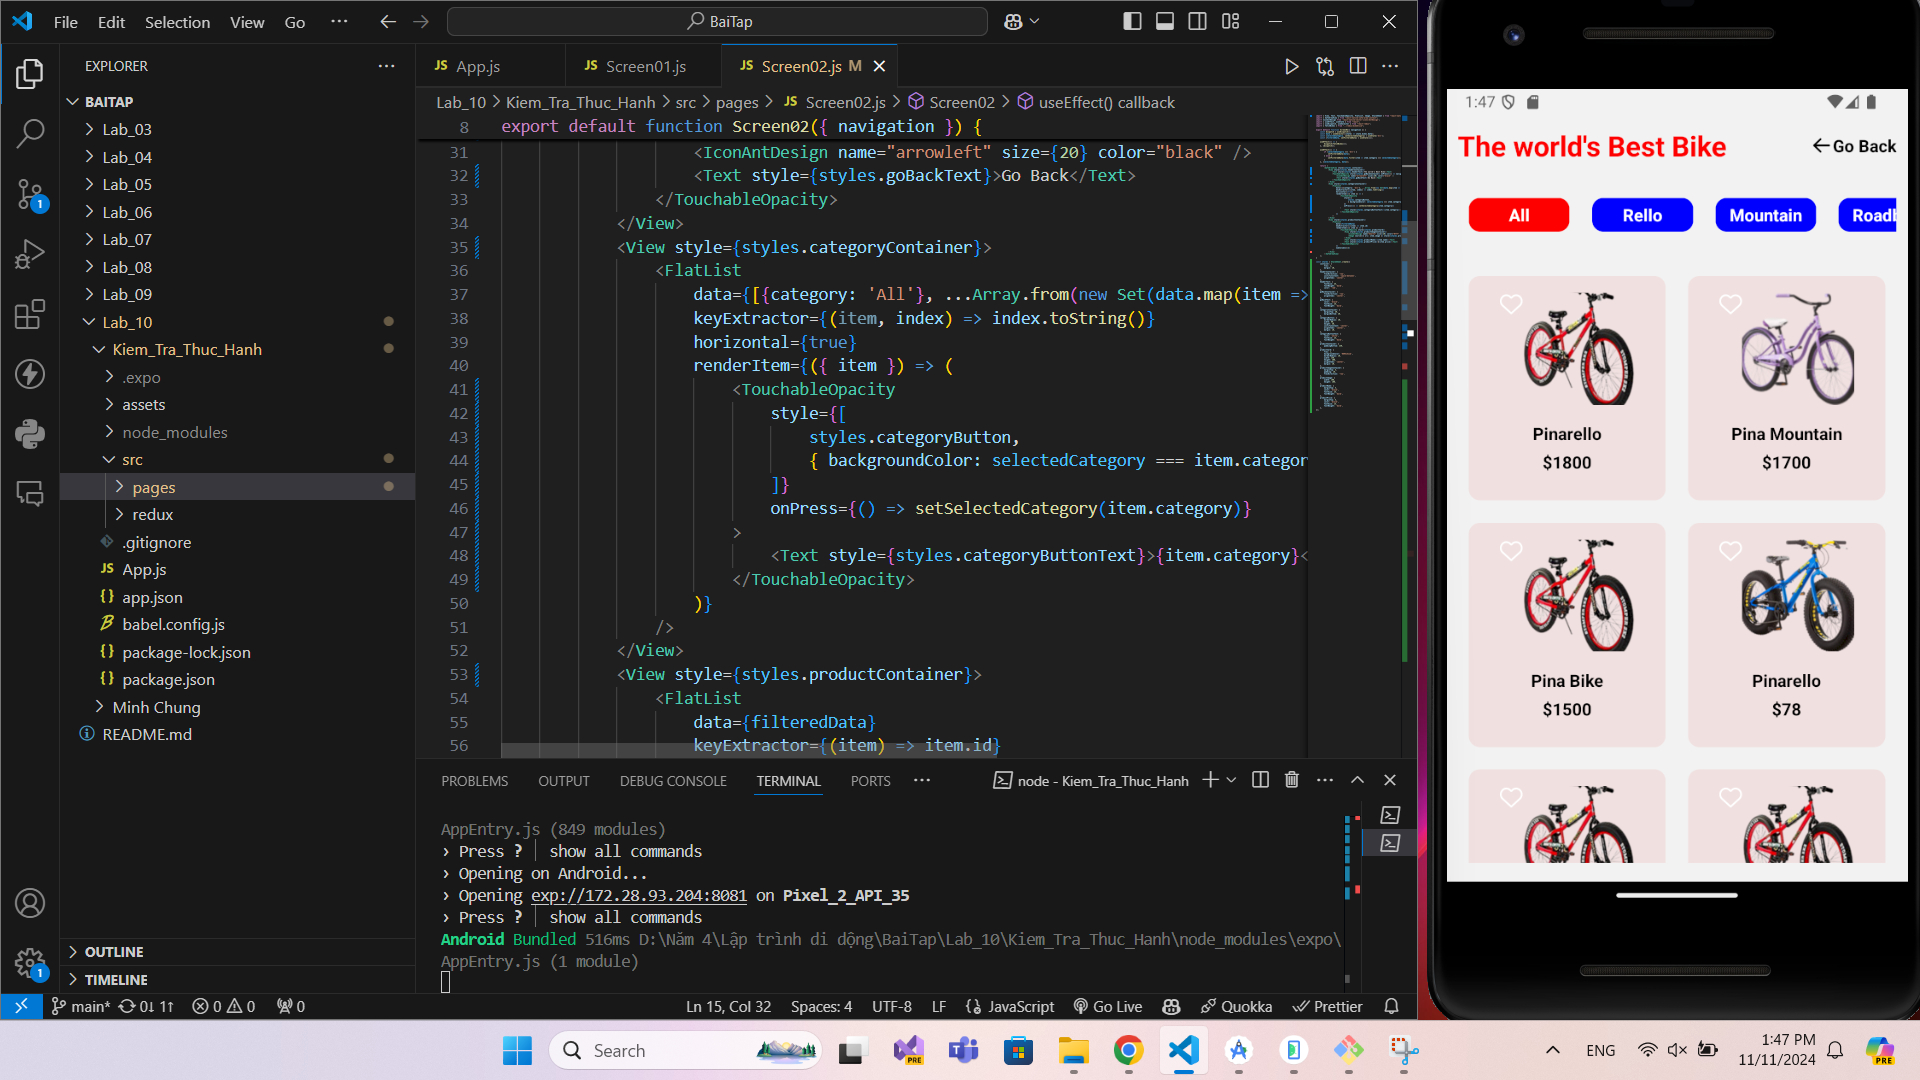 File Edit Selection View Go ··· BaiTap
EXPLORER
BAITAP
Lab_03
Lab_04
Lab_05
Lab_06
Lab_07
Lab_08
Lab_09
Lab_10
Kiem_Tra_Thuc_Hanh
.expo
assets
node_modules
src
pages
redux
.gitignore
JS App.js
{} app.json
babel.config.js
{} package-lock.json
{} package.json
Minh Chung
README.md
OUTLINE
TIMELINE
1
1
JS App.js
JS Screen01.js
JS Screen02.js M
Lab_10 > Kiem_Tra_Thuc_Hanh > src > pages > JS Screen02.js > Screen02 > useEffect() callback
8 export default function Screen02({ navigation }) {
31 <IconAntDesign name="arrowleft" size={20} color="black" />
32 <Text style={styles.goBackText}>Go Back</Text>
33 </TouchableOpacity>
34 </View>
35 <View style={styles.categoryContainer}>
36 <FlatList
37 data={[{category: 'All'}, ...Array.from(new Set(data.map(item =>
38 keyExtractor={(item, index) => index.toString()}
39 horizontal={true}
40 renderItem={({ item }) => (
41 <TouchableOpacity
42 style={[
43 styles.categoryButton,
44 { backgroundColor: selectedCategory === item.categor
45 ]}
46 onPress={() => setSelectedCategory(item.category)}
47 >
48 <Text style={styles.categoryButtonText}>{item.category}<
49 </TouchableOpacity>
50 )}
51 />
52 </View>
53 <View style={styles.productContainer}>
54 <FlatList
55 data={filteredData}
56 keyExtractor={(item) => item.id}
PROBLEMS OUTPUT DEBUG CONSOLE TERMINAL PORTS ··· node - Kiem_Tra_Thuc_Hanh
AppEntry.js (849 modules)
› Press ? │ show all commands
› Opening on Android...
› Opening exp://172.28.93.204:8081 on Pixel_2_API_35
› Press ? │ show all commands
Android Bundled 516ms D:\Năm 4\Lập trình di dộng\BaiTap\Lab_10\Kiem_Tra_Thuc_Hanh\node_modules\expo\
AppEntry.js (1 module)
main* 0↓ 1↑ 0 0 0 Ln 15, Col 32 Spaces: 4 UTF-8 LF {} JavaScript Go Live Quokka Prettier
1:47
The world's Best Bike
Go Back
All Rello Mountain Roadb
Pinarello
$1800
Pina Mountain
$1700
Pina Bike
$1500
Pinarello
$78
Search
PRE
ENG
1:47 PM
11/11/2024
PRE